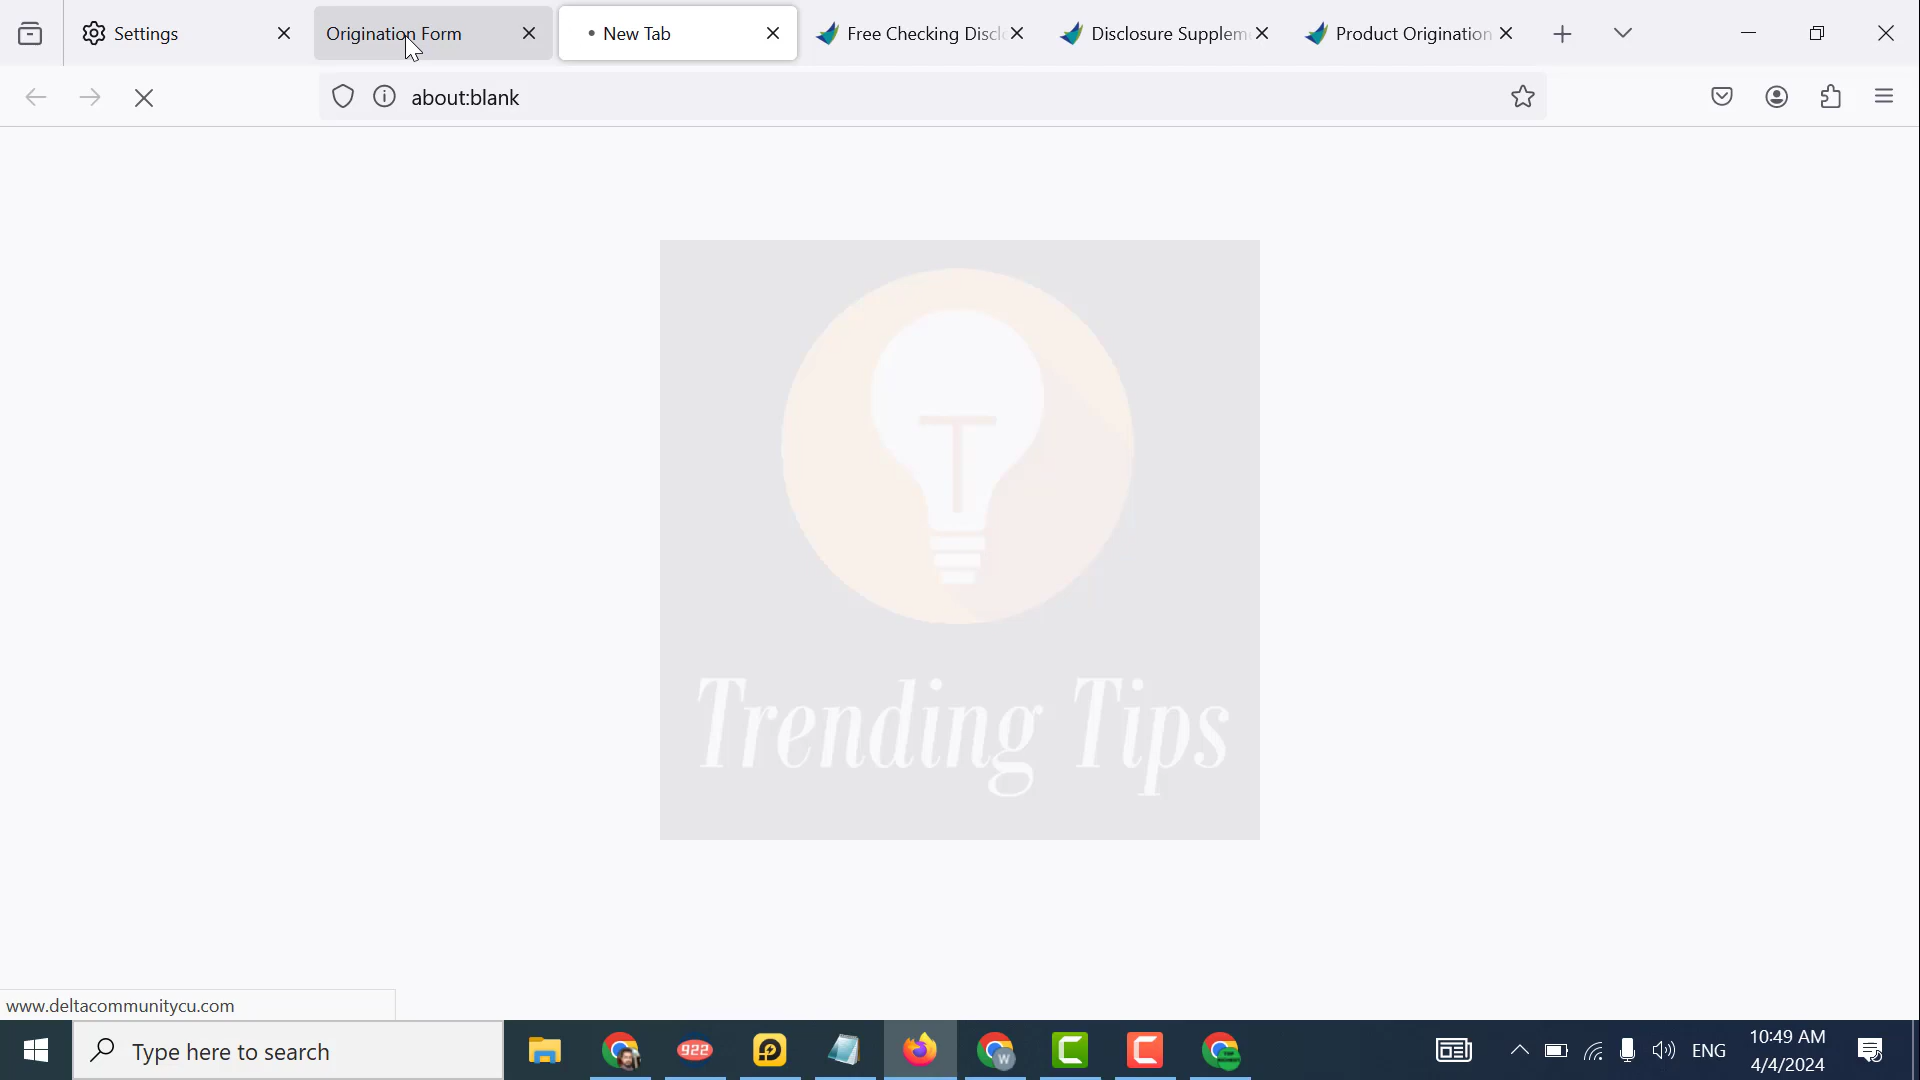 Settings
Origination Form
New Tab
Free Checking Discl
Disclosure Supplem
Product Origination
about:blank
T
Trending Tips
www.deltacommunitycu.com
Type here to search
922
W
ENG
10:49 AM
4/4/2024